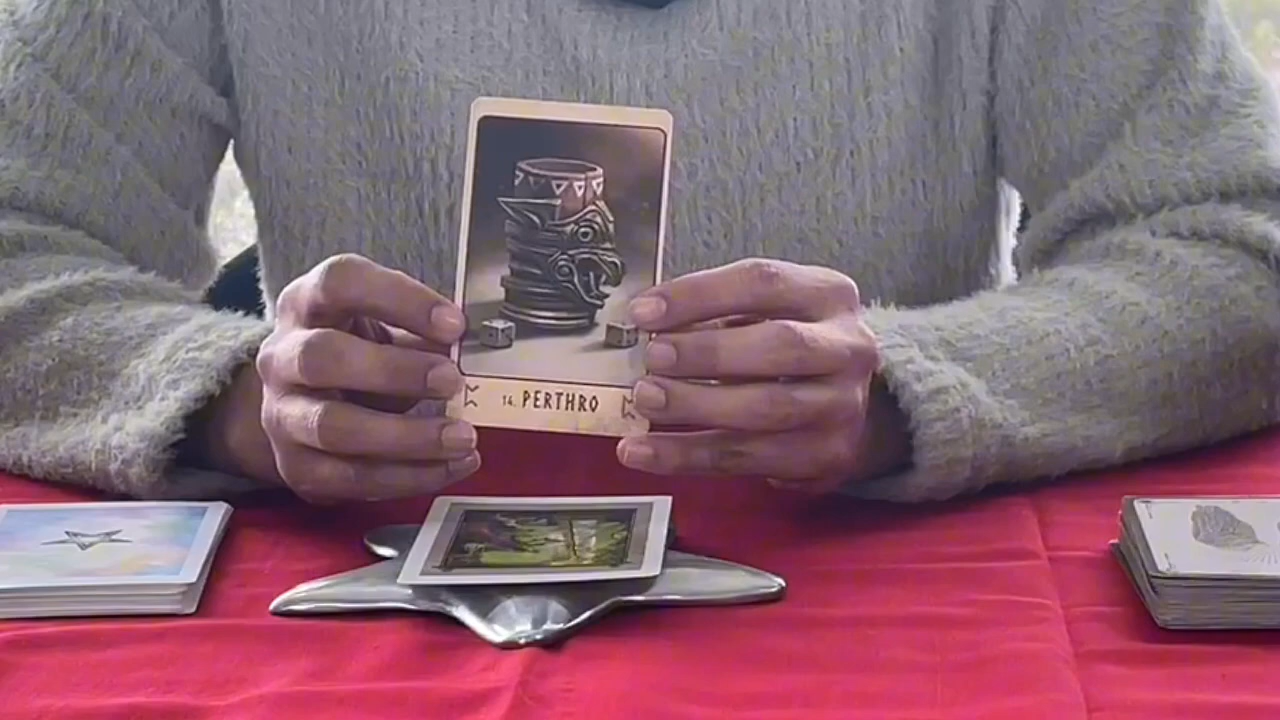 ᛈ 14. PERTHRO ᛈ